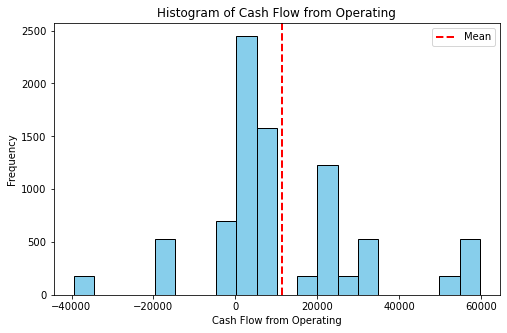 Histogram of Cash Flow from Operating
Mean
Frequency
2500
2000
1500
1000
500
0
−40000 −20000 0 20000 40000 60000
Cash Flow from Operating